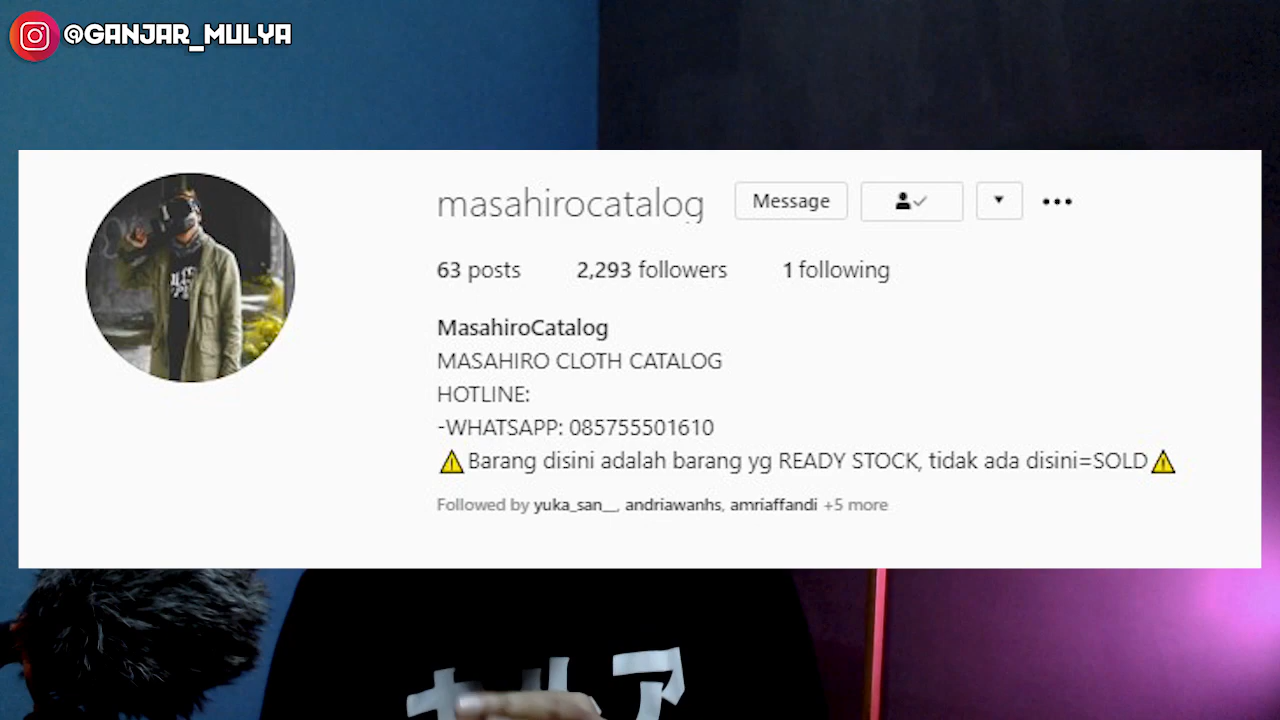 @GANJAR_MULYA
masahirocatalog
Message
63 posts 2,293 followers 1 following
MasahiroCatalog
MASAHIRO CLOTH CATALOG
HOTLINE:
-WHATSAPP: 085755501610
⚠Barang disini adalah barang yg READY STOCK, tidak ada disini=SOLD⚠
Followed by yuka_san__, andriawanhs, amriaffandi +5 more